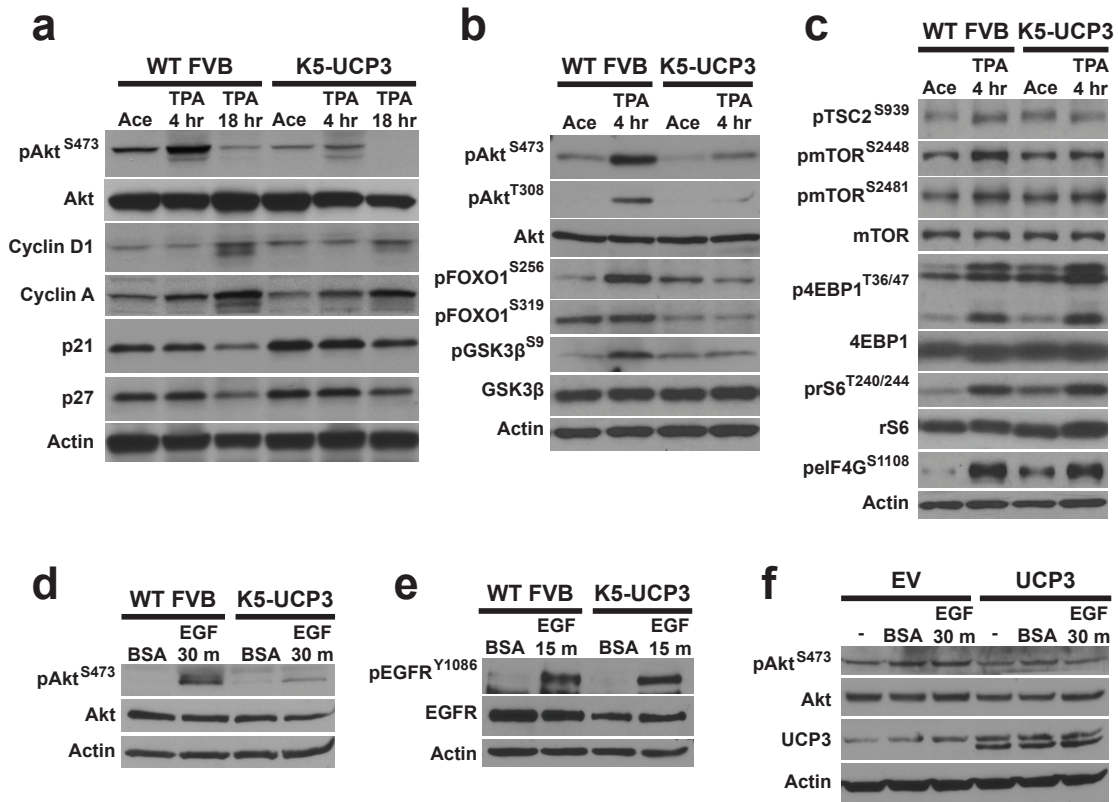 a
WT FVB K5-UCP3
Ace TPA 4 hr TPA 18 hr Ace TPA 4 hr TPA 18 hr
pAkt S473
Akt
Cyclin D1
Cyclin A
p21
p27
Actin
b
WT FVB K5-UCP3
Ace TPA 4 hr Ace TPA 4 hr
pAkt S473
pAkt T308
Akt
pFOXO1 S256
pFOXO1 S319
pGSK3β S9
GSK3β
Actin
c
WT FVB K5-UCP3
Ace TPA 4 hr Ace TPA 4 hr
pTSC2 S939
pmTOR S2448
pmTOR S2481
mTOR
p4EBP1 T36/47
4EBP1
prS6 T240/244
rS6
peIF4G S1108
Actin
d
WT FVB K5-UCP3
BSA EGF 30 m BSA EGF 30 m
pAkt S473
Akt
Actin
e
WT FVB K5-UCP3
BSA EGF 15 m BSA EGF 15 m
pEGFR Y1086
EGFR
Actin
f
EV UCP3
- BSA EGF 30 m - BSA EGF 30 m
pAkt S473
Akt
UCP3
Actin